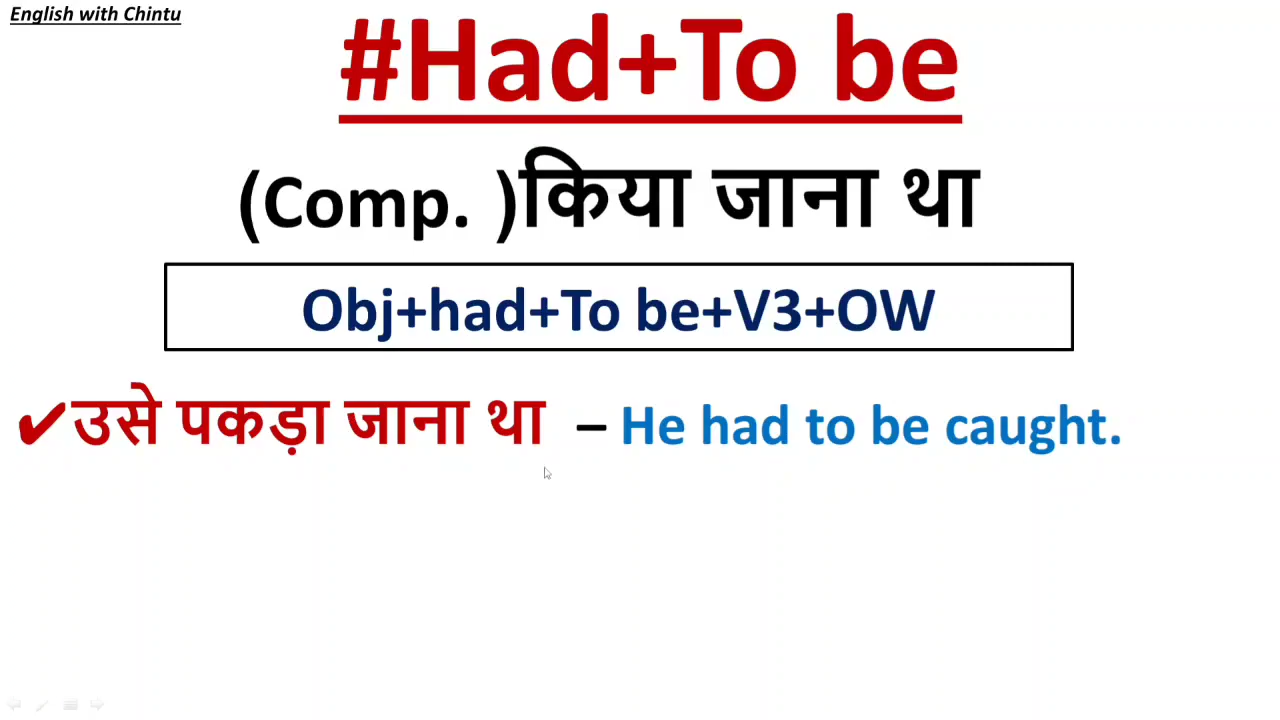 English with Chintu
#Had+To be
(Comp. )किया जाना था
Obj+had+To be+V3+OW
✔उसे पकड़ा जाना था – He had to be caught.